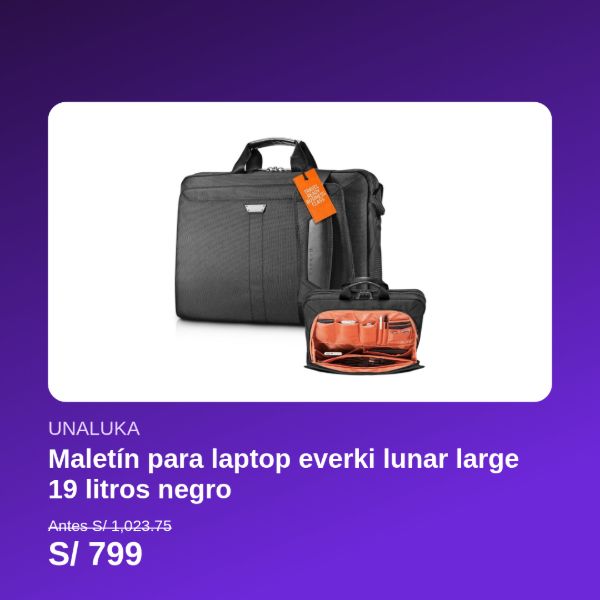 UNALUKA
Maletín para laptop everki lunar large
19 litros negro
Antes S/ 1,023.75
S/ 799